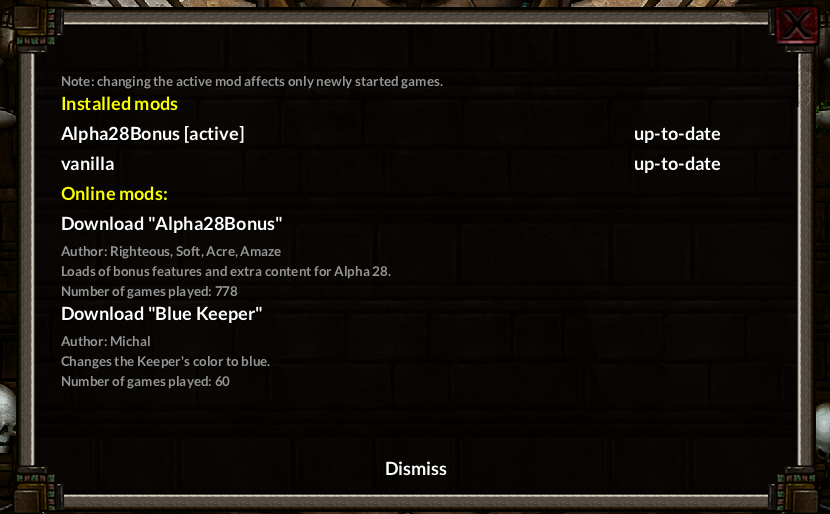 Note: changing the active mod affects only newly started games.
Installed mods
Alpha28Bonus [active] up-to-date
vanilla up-to-date
Online mods:
Download "Alpha28Bonus"
Author: Righteous, Soft, Acre, Amaze
Loads of bonus features and extra content for Alpha 28.
Number of games played: 778
Download "Blue Keeper"
Author: Michal
Changes the Keeper's color to blue.
Number of games played: 60
Dismiss